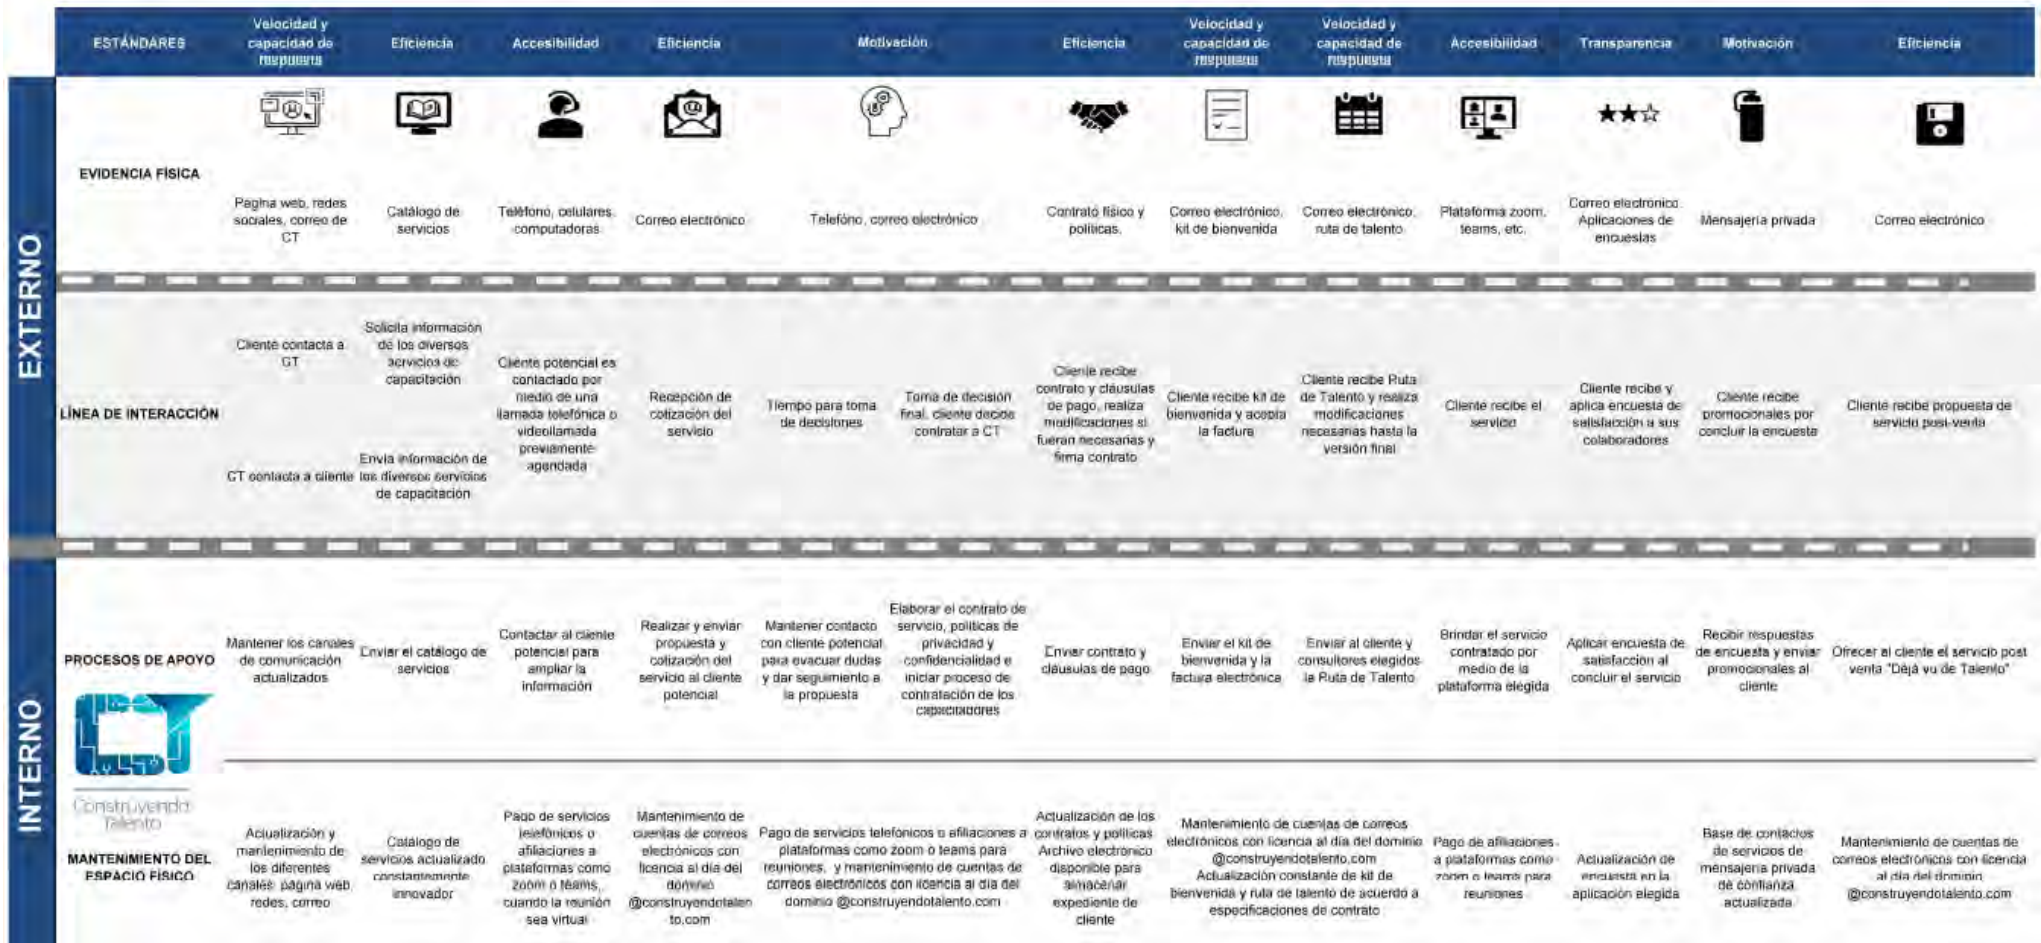 ESTÁNDARES
Velocidad y
capacidad de
respuesta
Eficiencia
Accesibilidad
Eficiencia
Motivación
Eficiencia
Velocidad y
capacidad de
respuesta
Velocidad y
capacidad de
respuesta
Accesibilidad
Transparencia
Motivación
Eficiencia
EXTERNO
EVIDENCIA FÍSICA
Pagina web, redes
sociales, correo de
CT
Catálogo de
servicios
Teléfono, celulares,
computadoras
Correo electrónico
Telefóno, correo electrónico
Contrato físico y
políticas.
Correo electrónico,
kit de bienvenida
Correo electrónico,
ruta de talento
Plataforma zoom,
teams, etc.
Correo electrónico
Aplicaciones de
encuestas
Mensajería privada
Correo electrónico
LÍNEA DE INTERACCIÓN
Cliente contacta a
CT
CT contacta a cliente
Solicita información
de los diversos
servicios de
capacitación
Envía información de
los diversos servicios
de capacitación
Cliente potencial es
contactado por
medio de una
llamada telefónica o
videollamada
previamente
agendada
Recepción de
cotización del
servicio
Tiempo para toma
de decisiones
Toma de decisión
final, cliente decide
contratar a CT
Cliente recibe
contrato y cláusulas
de pago, realiza
modificaciones si
fueran necesarias y
firma contrato
Cliente recibe kit de
bienvenida y acepta
la factura
Cliente recibe Ruta
de Talento y realiza
modificaciones
necesarias hasta la
versión final
Cliente recibe el
servicio
Cliente recibe y
aplica encuesta de
satisfacción a sus
colaboradores
Cliente recibe
promocionales por
concluir la encuesta
Cliente recibe propuesta de
servicio post-venta
INTERNO
PROCESOS DE APOYO
Mantener los canales
de comunicación
actualizados
Enviar el catálogo de
servicios
Contactar al cliente
potencial para
ampliar la
información
Realizar y enviar
propuesta y
cotización del
servicio al cliente
potencial
Mantener contacto
con cliente potencial
para evacuar dudas
y dar seguimiento a
la propuesta
Elaborar el contrato de
servicio, políticas de
privacidad y
confidencialidad e
iniciar proceso de
contratación de los
capacitadores
Enviar contrato y
cláusulas de pago
Enviar el kit de
bienvenida y la
factura electrónica
Enviar al cliente y
consultores elegidos
la Ruta de Talento
Brindar el servicio
contratado por
medio de la
plataforma elegida
Aplicar encuesta de
satisfacción al
concluir el servicio
Recibir respuestas
de encuesta y enviar
promocionales al
cliente
Ofrecer al cliente el servicio post
venta "Déjà vu de Talento"
Construyendo
Talento
MANTENIMIENTO DEL
ESPACIO FÍSICO
Actualización y
mantenimiento de
los diferentes
canales: página web,
redes, correo
Catálogo de
servicios actualizado
constantemente
innovador
Pago de servicios
telefónicos o
afiliaciones a
plataformas como
zoom o teams,
cuando la reunión
sea virtual
Mantenimiento de
cuentas de correos
electrónicos con
licencia al día del
dominio
@construyendotalen
to.com
Pago de servicios telefónicos o afiliaciones a
plataformas como zoom o teams para
reuniones, y mantenimiento de cuentas de
correos electrónicos con licencia al día del
dominio @construyendotalento.com
Actualización de los
contratos y políticas
Archivo electrónico
disponible para
almacenar
expediente de
cliente
Mantenimiento de cuentas de correos
electrónicos con licencia al día del dominio
@construyendotalento.com
Actualización constante de kit de
bienvenida y ruta de talento de acuerdo a
especificaciones de contrato
Pago de afiliaciones
a plataformas como
zoom o teams para
reuniones
Actualización de
encuesta en la
aplicación elegida
Base de contactos
de servicios de
mensajería privada
de confianza
actualizada
Mantenimiento de cuentas de
correos electrónicos con licencia
al día del dominio
@construyendotalento.com